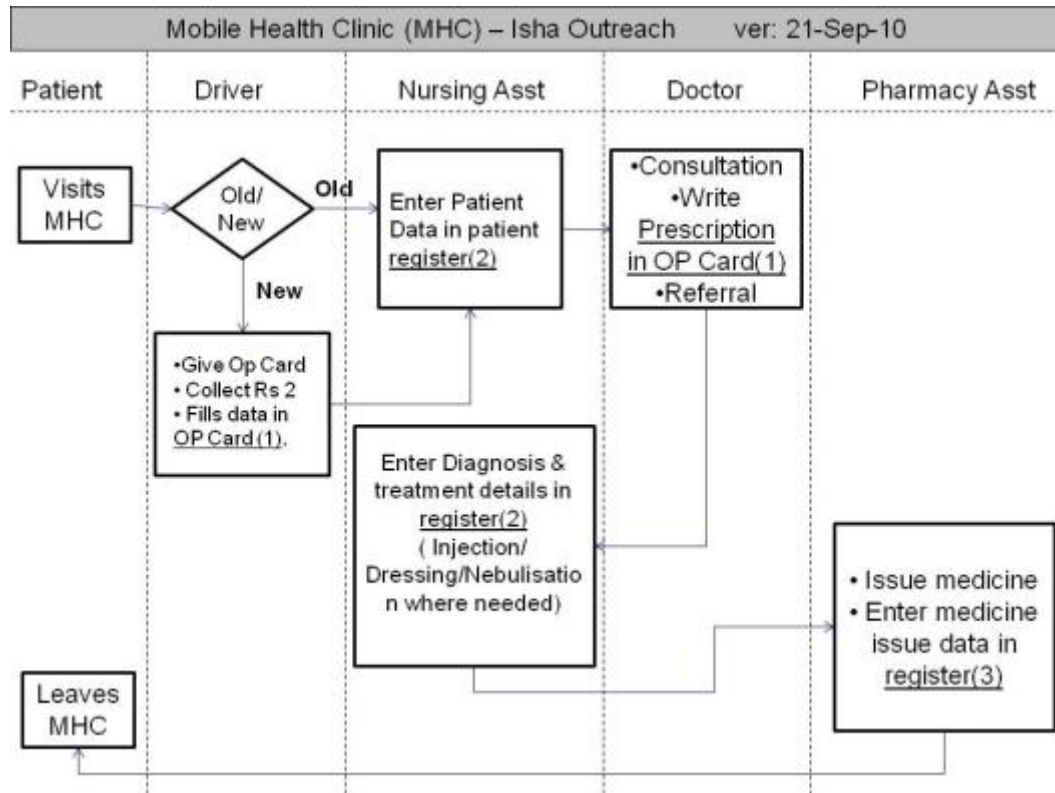 Mobile Health Clinic (MHC) – Isha Outreach ver: 21-Sep-10
Patient
Driver
Nursing Asst
Doctor
Pharmacy Asst
Visits
MHC
Old/
New
Old
New
•Give Op Card
• Collect Rs 2
• Fills data in
OP Card (1).
Enter Patient
Data in patient
register(2)
•Consultation
•Write
Prescription
in OP Card(1)
•Referral
Enter Diagnosis &
treatment details in
register(2)
( Injection/
Dressing/Nebulisatio
n where needed)
• Issue medicine
• Enter medicine
issue data in
register(3)
Leaves
MHC